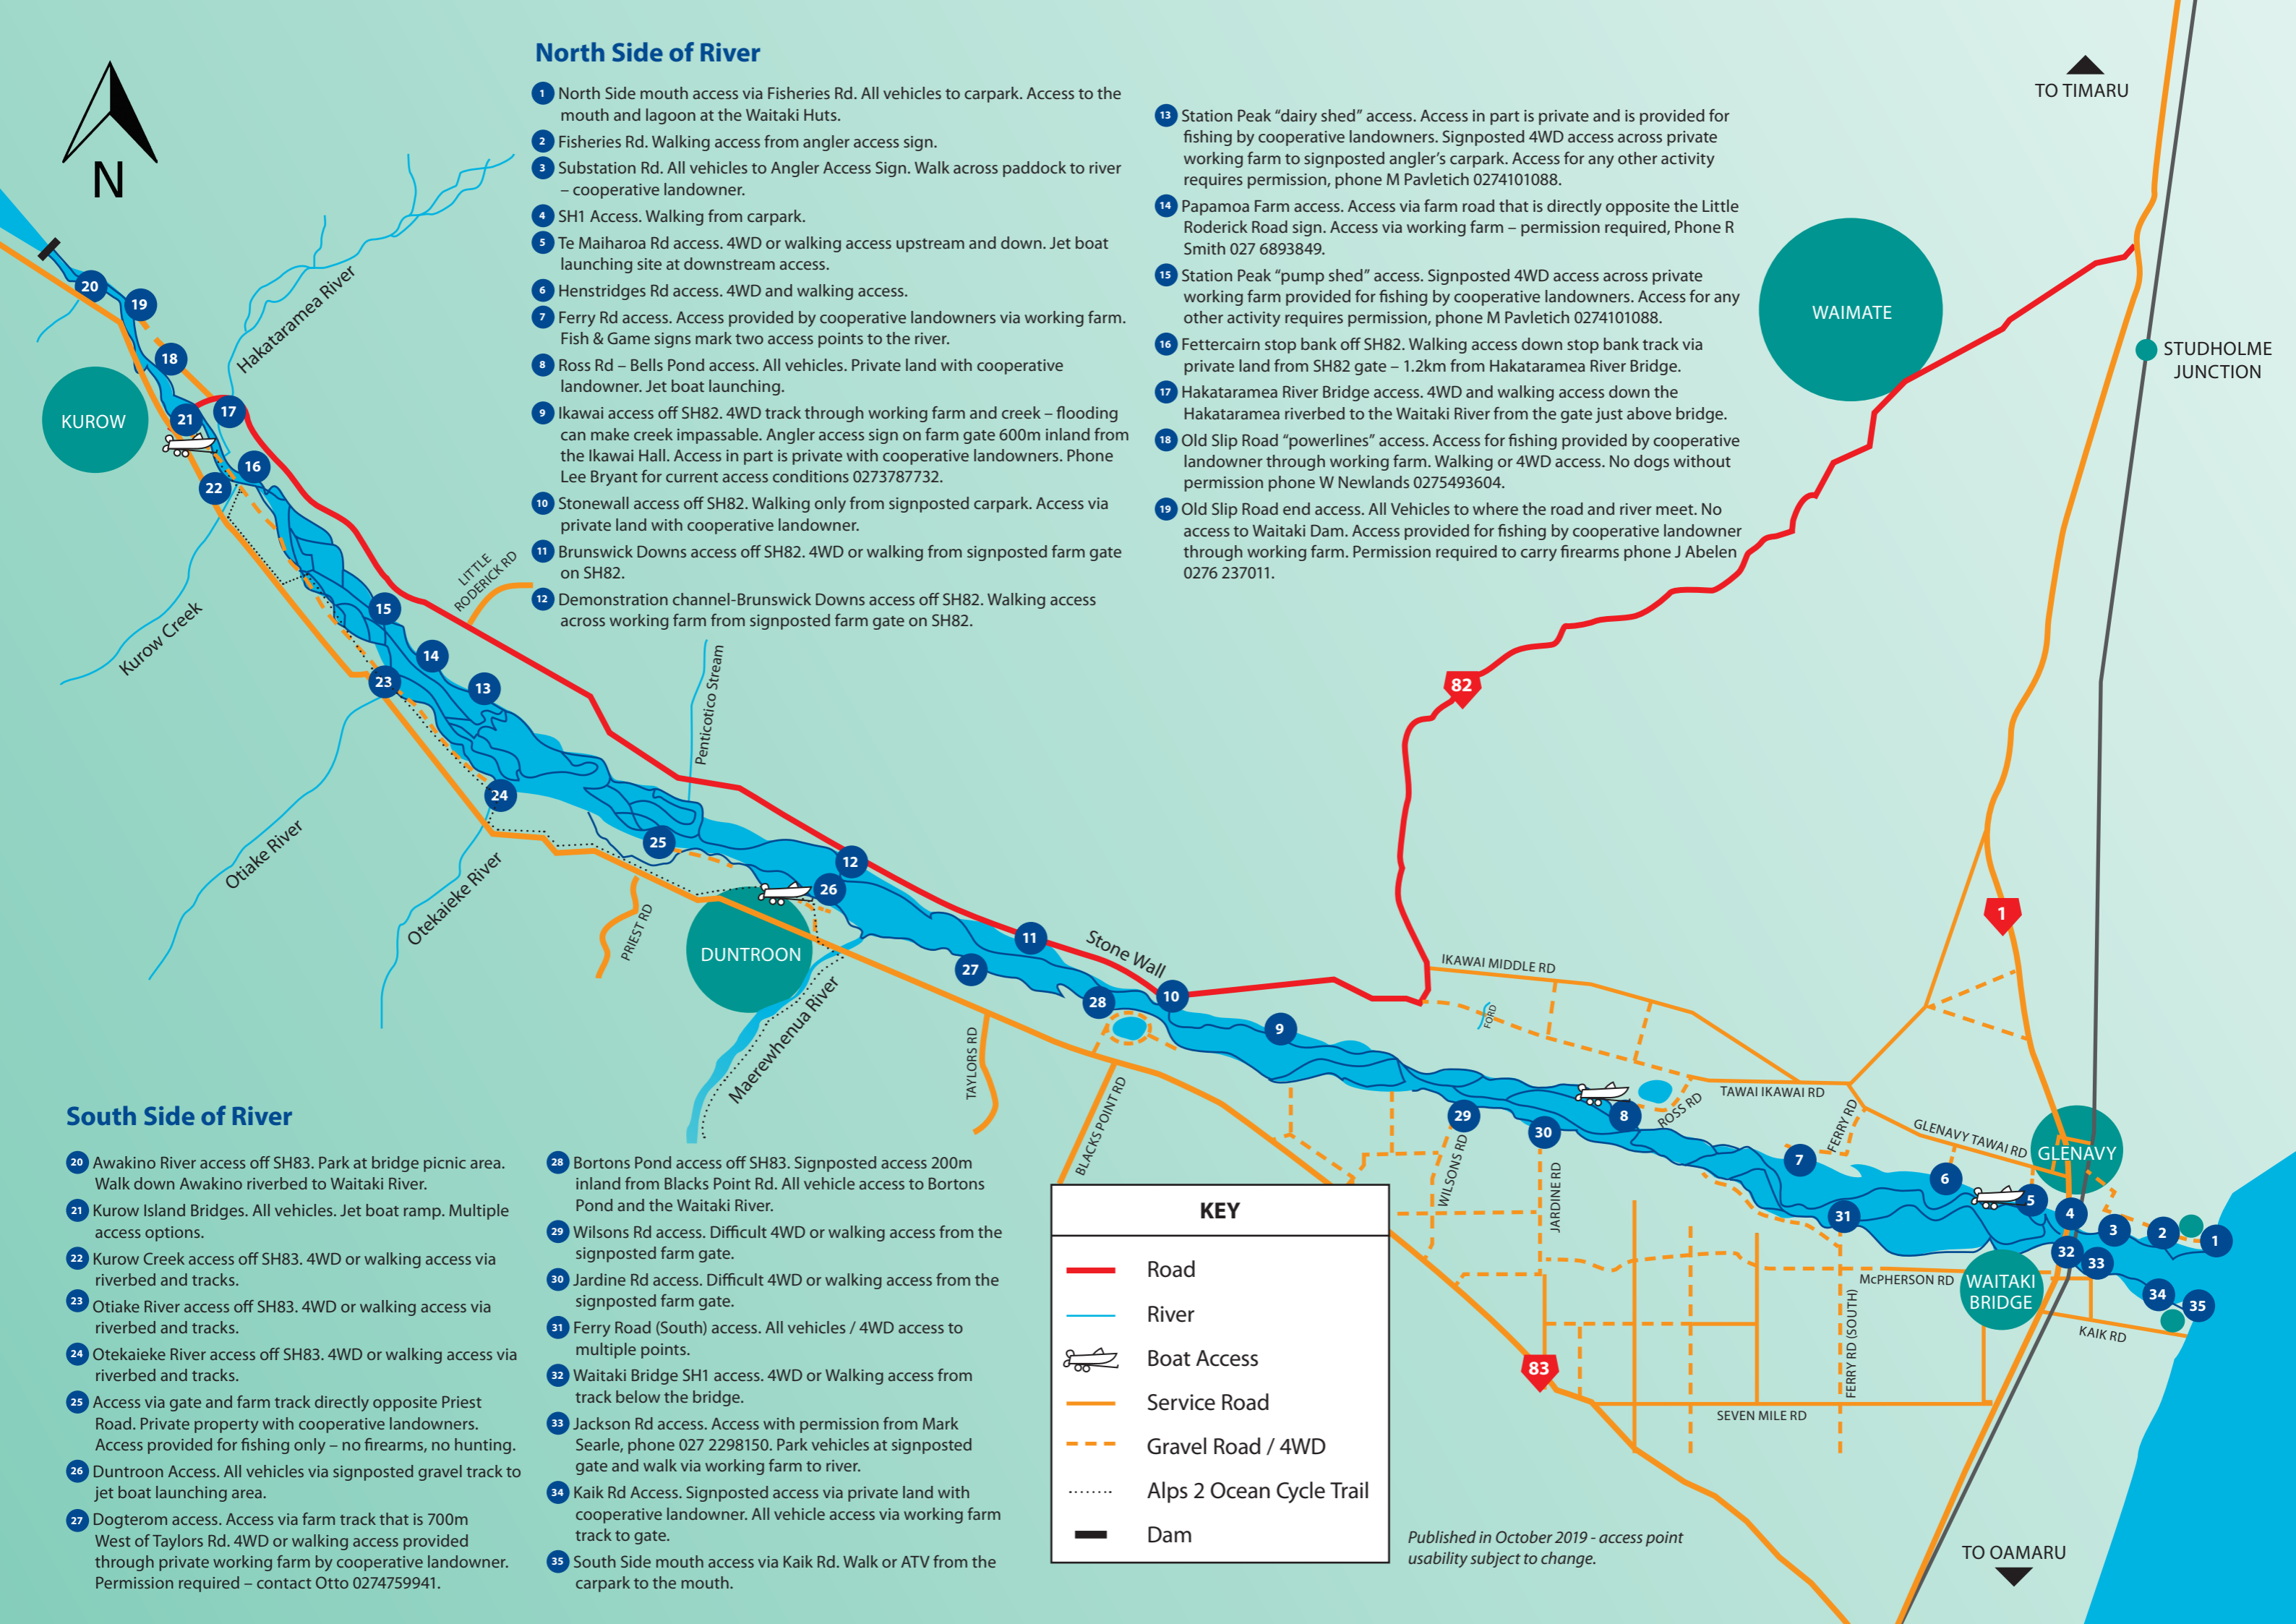 North Side of River
1 North Side mouth access via Fisheries Rd. All vehicles to carpark. Access to the
mouth and lagoon at the Waitaki Huts.
2 Fisheries Rd. Walking access from angler access sign.
3 Substation Rd. All vehicles to Angler Access Sign. Walk across paddock to river
– cooperative landowner.
4 SH1 Access. Walking from carpark.
5 Te Maiharoa Rd access. 4WD or walking access upstream and down. Jet boat
launching site at downstream access.
6 Henstridges Rd access. 4WD and walking access.
7 Ferry Rd access. Access provided by cooperative landowners via working farm.
Fish & Game signs mark two access points to the river.
8 Ross Rd – Bells Pond access. All vehicles. Private land with cooperative
landowner. Jet boat launching.
9 Ikawai access off SH82. 4WD track through working farm and creek – flooding
can make creek impassable. Angler access sign on farm gate 600m inland from
the Ikawai Hall. Access in part is private with cooperative landowners. Phone
Lee Bryant for current access conditions 0273787732.
10 Stonewall access off SH82. Walking only from signposted carpark. Access via
private land with cooperative landowner.
11 Brunswick Downs access off SH82. 4WD or walking from signposted farm gate
on SH82.
12 Demonstration channel-Brunswick Downs access off SH82. Walking access
across working farm from signposted farm gate on SH82.
13 Station Peak “dairy shed” access. Access in part is private and is provided for
fishing by cooperative landowners. Signposted 4WD access across private
working farm to signposted angler’s carpark. Access for any other activity
requires permission, phone M Pavletich 0274101088.
14 Papamoa Farm access. Access via farm road that is directly opposite the Little
Roderick Road sign. Access via working farm – permission required, Phone R
Smith 027 6893849.
15 Station Peak “pump shed” access. Signposted 4WD access across private
working farm provided for fishing by cooperative landowners. Access for any
other activity requires permission, phone M Pavletich 0274101088.
16 Fettercairn stop bank off SH82. Walking access down stop bank track via
private land from SH82 gate – 1.2km from Hakataramea River Bridge.
17 Hakataramea River Bridge access. 4WD and walking access down the
Hakataramea riverbed to the Waitaki River from the gate just above bridge.
18 Old Slip Road “powerlines” access. Access for fishing provided by cooperative
landowner through working farm. Walking or 4WD access. No dogs without
permission phone W Newlands 0275493604.
19 Old Slip Road end access. All Vehicles to where the road and river meet. No
access to Waitaki Dam. Access provided for fishing by cooperative landowner
through working farm. Permission required to carry firearms phone J Abelen
0276 237011.
TO TIMARU
N
WAIMATE
STUDHOLME
JUNCTION
20
19
18
Hakataramea River
KUROW
21
17
16
22
LITTLE
RODERICK RD
15
Kurow Creek
14
23
13
Penticotico Stream
82
24
25
Otiake River
Otekaieke River
12
26
PRIEST RD
DUNTROON
1
11
Stone Wall
27
10
28
IKAWAI MIDDLE RD
9
FORD
Maerewhenua River
TAYLORS RD
BLACKS POINT RD
29
30
8
ROSS RD
TAWAI IKAWAI RD
FERRY RD
GLENAVY TAWAI RD
GLENAVY
7
6
5
4
3
2
1
31
32
33
34
35
WILSONS RD
JARDINE RD
McPHERSON RD
WAITAKI
BRIDGE
KAIK RD
FERRY RD (SOUTH)
83
SEVEN MILE RD
TO OAMARU
South Side of River
20 Awakino River access off SH83. Park at bridge picnic area.
Walk down Awakino riverbed to Waitaki River.
21 Kurow Island Bridges. All vehicles. Jet boat ramp. Multiple
access options.
22 Kurow Creek access off SH83. 4WD or walking access via
riverbed and tracks.
23 Otiake River access off SH83. 4WD or walking access via
riverbed and tracks.
24 Otekaieke River access off SH83. 4WD or walking access via
riverbed and tracks.
25 Access via gate and farm track directly opposite Priest
Road. Private property with cooperative landowners.
Access provided for fishing only – no firearms, no hunting.
26 Duntroon Access. All vehicles via signposted gravel track to
jet boat launching area.
27 Dogterom access. Access via farm track that is 700m
West of Taylors Rd. 4WD or walking access provided
through private working farm by cooperative landowner.
Permission required – contact Otto 0274759941.
28 Bortons Pond access off SH83. Signposted access 200m
inland from Blacks Point Rd. All vehicle access to Bortons
Pond and the Waitaki River.
29 Wilsons Rd access. Difficult 4WD or walking access from the
signposted farm gate.
30 Jardine Rd access. Difficult 4WD or walking access from the
signposted farm gate.
31 Ferry Road (South) access. All vehicles / 4WD access to
multiple points.
32 Waitaki Bridge SH1 access. 4WD or Walking access from
track below the bridge.
33 Jackson Rd access. Access with permission from Mark
Searle, phone 027 2298150. Park vehicles at signposted
gate and walk via working farm to river.
34 Kaik Rd Access. Signposted access via private land with
cooperative landowner. All vehicle access via working farm
track to gate.
35 South Side mouth access via Kaik Rd. Walk or ATV from the
carpark to the mouth.
KEY
Road
River
Boat Access
Service Road
Gravel Road / 4WD
Alps 2 Ocean Cycle Trail
Dam
Published in October 2019 - access point
usability subject to change.